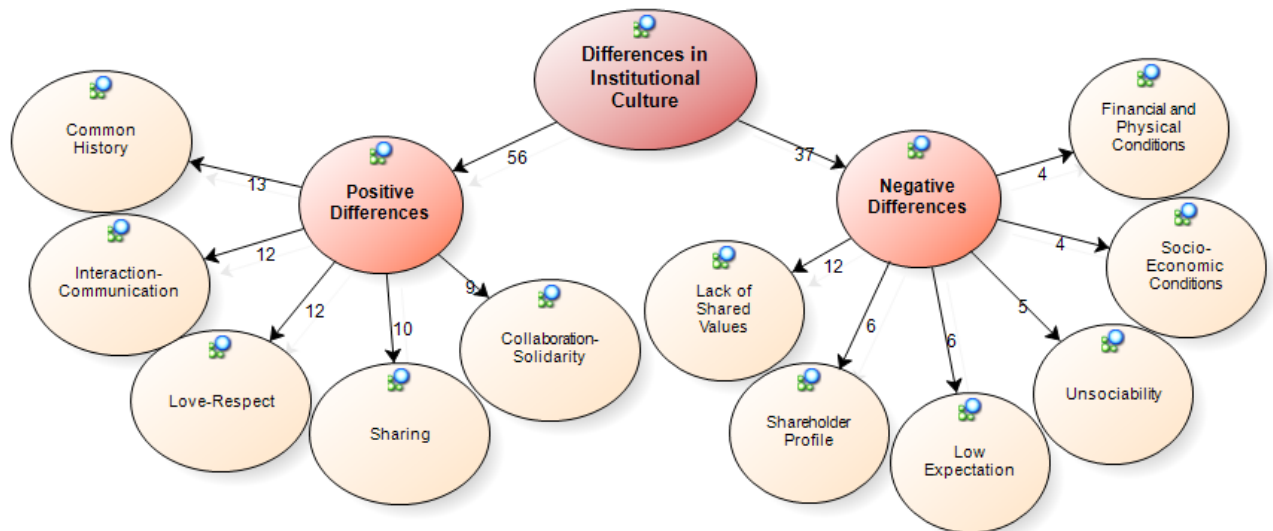 Differences in
Institutional
Culture
56
37
Positive
Differences
Negative
Differences
Common
History
13
Interaction-
Communication
12
Love-Respect
12
Sharing
10
Collaboration-
Solidarity
9
Lack of
Shared
Values
12
Shareholder
Profile
6
Low
Expectation
6
Unsociability
5
Socio-
Economic
Conditions
4
Financial and
Physical
Conditions
4